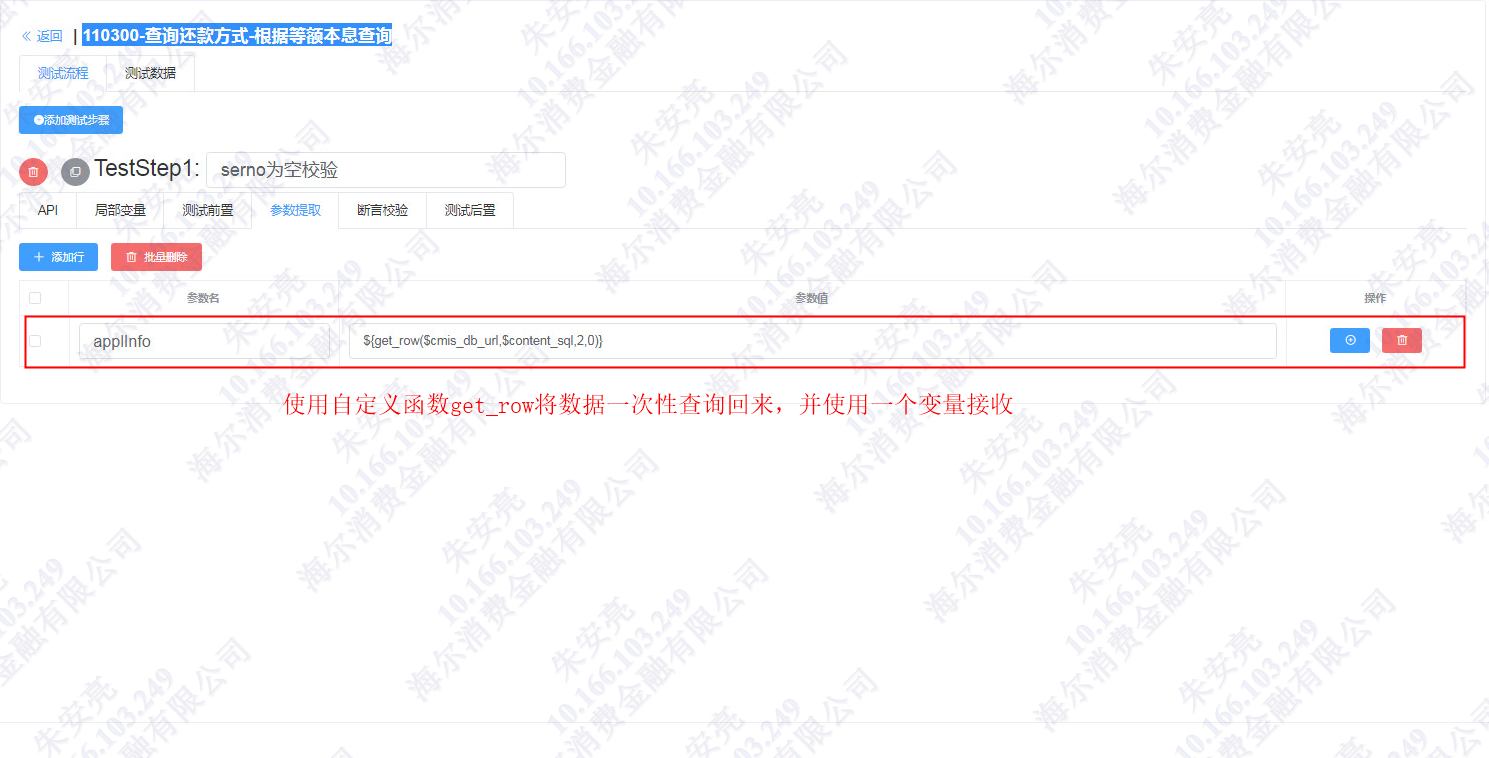 « 返回 | 110300-查询还款方式-根据等额本息查询
测试流程 测试数据
添加测试步骤
TestStep1: serno为空校验
API 局部变量 测试前置 参数提取 断言校验 测试后置
+ 添加行 批量删除
参数名 参数值 操作
applInfo ${get_row($cmis_db_url,$content_sql,2,0)}
使用自定义函数get_row将数据一次性查询回来，并使用一个变量接收
朱安亮
10.166.103.249
海尔消费金融有限公司